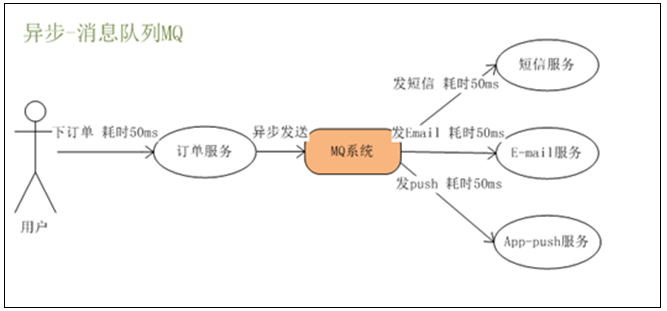 异步-消息队列MQ
短信服务
发短信 耗时50ms
下订单 耗时50ms
异步发送
发Email 耗时50ms
订单服务
MQ系统
E-mail服务
发push 耗时50ms
用户
App-push服务